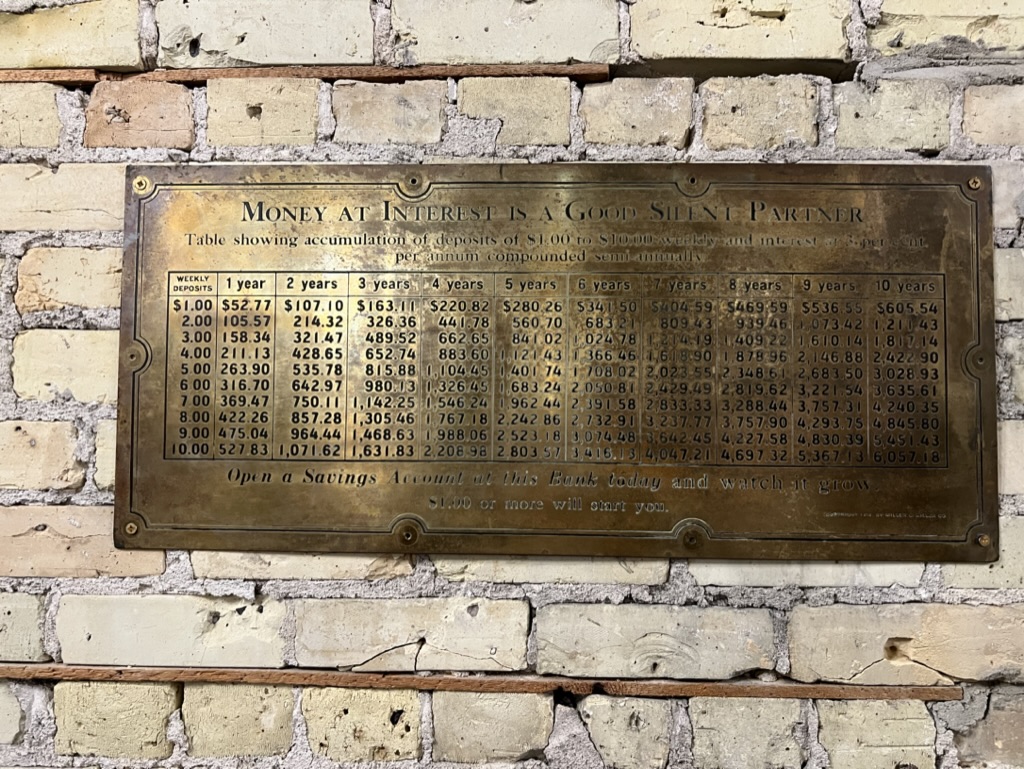 MONEY AT INTEREST IS A GOOD SILENT PARTNER
Table showing accumulation of deposits of $1.00 to $10.00 weekly and interest at 3 per cent.
per annum compounded semi annually
WEEKLY DEPOSITS 1 year 2 years 3 years 4 years 5 years 6 years 7 years 8 years 9 years 10 years
$1.00 $52.77 $107.10 $163.11 $220.82 $280.26 $341.50 $404.59 $469.59 $536.55 $605.54
2.00 105.57 214.32 326.36 441.78 560.70 683.21 809.43 939.46 1,073.42 1,211.43
3.00 158.34 321.47 489.52 662.65 841.02 1,024.78 1,214.19 1,409.22 1,610.14 1,817.14
4.00 211.13 428.65 652.74 883.60 1,121.43 1,366.46 1,618.90 1,878.96 2,146.88 2,422.90
5.00 263.90 535.78 815.88 1,104.45 1,401.74 1,708.02 2,023.55 2,348.61 2,683.50 3,028.93
6.00 316.70 642.97 980.13 1,326.45 1,683.24 2,050.81 2,429.49 2,819.62 3,221.54 3,635.61
7.00 369.47 750.11 1,142.25 1,546.24 1,962.44 2,391.58 2,833.33 3,288.44 3,757.31 4,240.35
8.00 422.26 857.28 1,305.46 1,767.18 2,242.86 2,732.91 3,237.77 3,757.90 4,293.75 4,845.80
9.00 475.04 964.44 1,468.63 1,988.06 2,523.18 3,074.48 3,642.45 4,227.58 4,830.39 5,451.43
10.00 527.83 1,071.62 1,631.83 2,208.98 2,803.57 3,416.13 4,047.21 4,697.32 5,367.13 6,057.18
Open a Savings Account at this Bank today and watch it grow.
$1.00 or more will start you.
COPYRIGHT